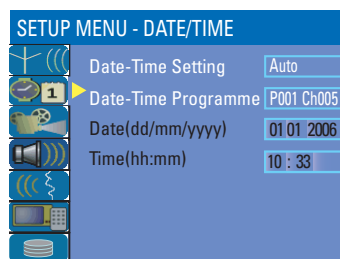 SETUP MENU - DATE/TIME
Date-Time Setting Auto
1
Date-Time Programme P001 Ch005
Date(dd/mm/yyyy) 01 01 2006
Time(hh:mm) 10 : 33